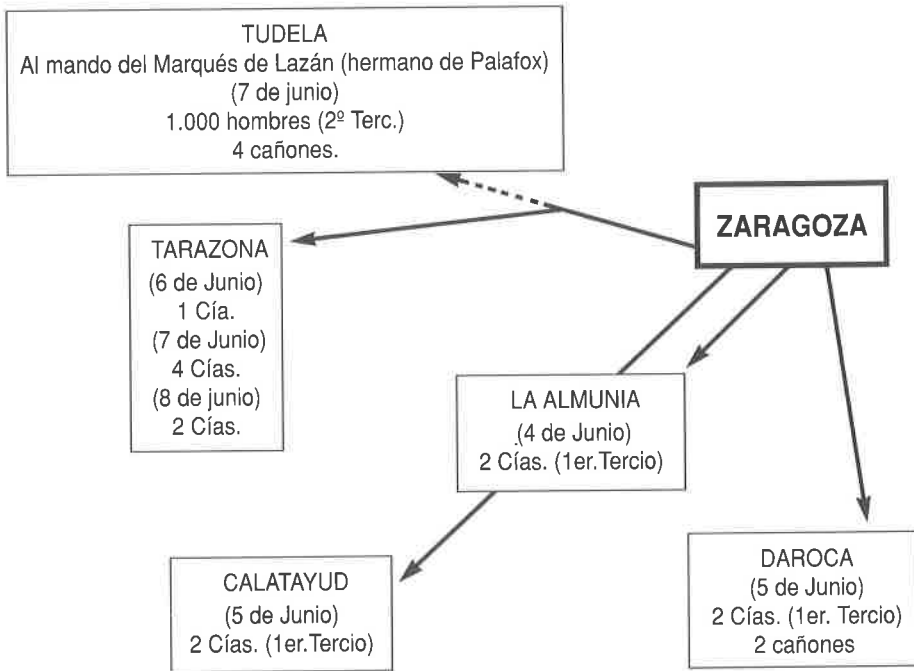 TUDELA
Al mando del Marqués de Lazán (hermano de Palafox)
(7 de junio)
1.000 hombres (2º Terc.)
4 cañones.
ZARAGOZA
TARAZONA
(6 de Junio)
1 Cía.
(7 de Junio)
4 Cías.
(8 de junio)
2 Cías.
LA ALMUNIA
(4 de Junio)
2 Cías. (1er.Tercio)
CALATAYUD
(5 de Junio)
2 Cías. (1er.Tercio)
DAROCA
(5 de Junio)
2 Cías. (1er. Tercio)
2 cañones